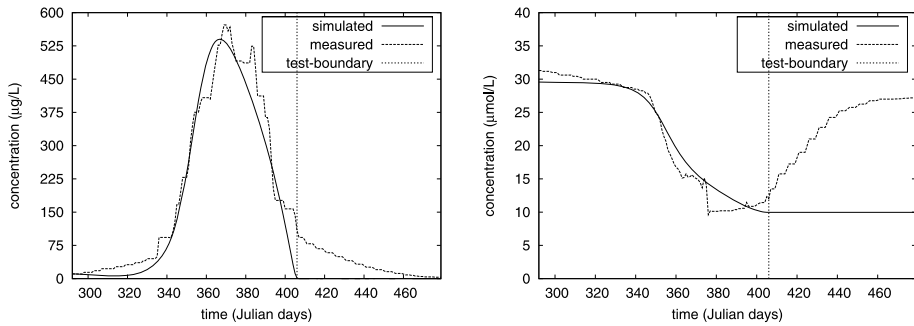 600
525
450
375
300
225
150
75
0
concentration (µg/L)
simulated
measured
test-boundary
300 320 340 360 380 400 420 440 460
time (Julian days)
40
35
30
25
20
15
10
5
0
concentration (µmol/L)
simulated
measured
test-boundary
300 320 340 360 380 400 420 440 460
time (Julian days)